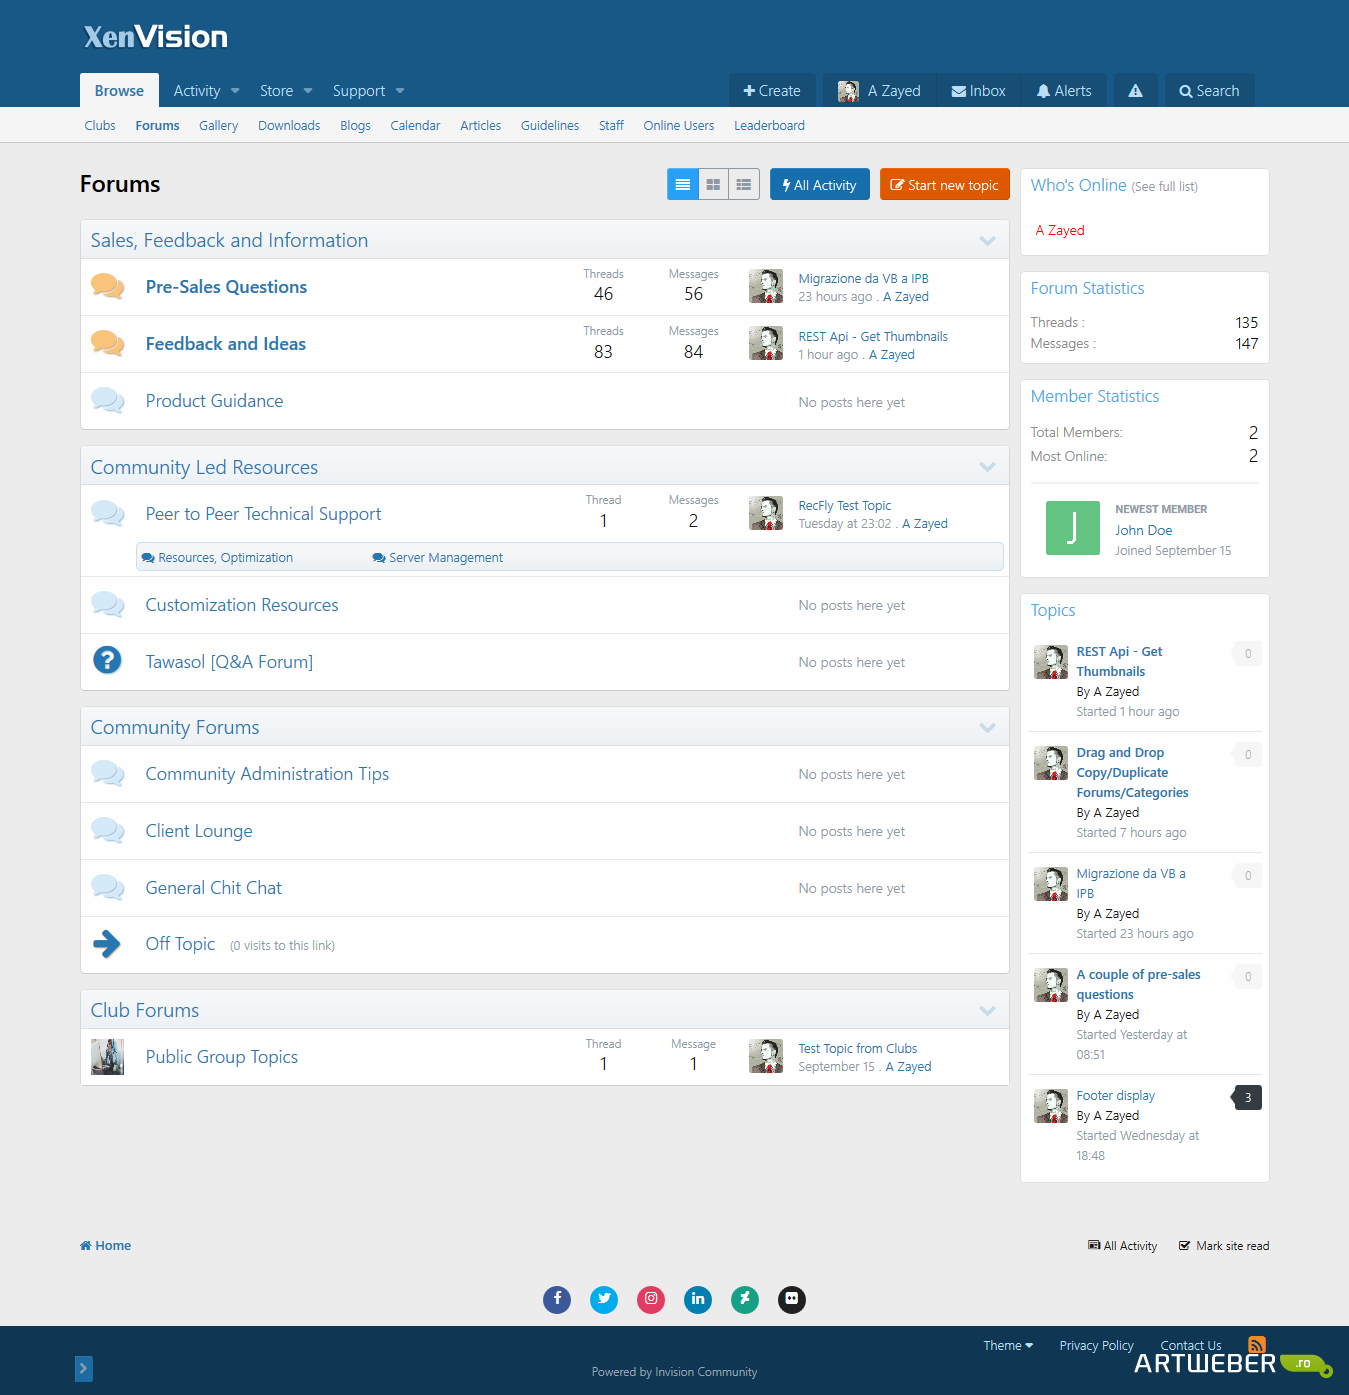 XenVision
Browse Activity Store Support Create A Zayed Inbox Alerts Search
Clubs Forums Gallery Downloads Blogs Calendar Articles Guidelines Staff Online Users Leaderboard
Forums
All Activity
Start new topic
Sales, Feedback and Information
Pre-Sales Questions
Threads
46
Messages
56
Migrazione da VB a IPB
23 hours ago . A Zayed
Feedback and Ideas
Threads
83
Messages
84
REST Api - Get Thumbnails
1 hour ago . A Zayed
Product Guidance
No posts here yet
Community Led Resources
Peer to Peer Technical Support
Thread
1
Messages
2
RecFly Test Topic
Tuesday at 23:02 . A Zayed
Resources, Optimization
Server Management
Customization Resources
No posts here yet
Tawasol [Q&A Forum]
No posts here yet
Community Forums
Community Administration Tips
No posts here yet
Client Lounge
No posts here yet
General Chit Chat
No posts here yet
Off Topic (0 visits to this link)
Club Forums
Public Group Topics
Thread
1
Message
1
Test Topic from Clubs
September 15 . A Zayed
Who's Online (See full list)
A Zayed
Forum Statistics
Threads : 135
Messages : 147
Member Statistics
Total Members: 2
Most Online: 2
J
NEWEST MEMBER
John Doe
Joined September 15
Topics
REST Api - Get 0
Thumbnails
By A Zayed
Started 1 hour ago
Drag and Drop 0
Copy/Duplicate
Forums/Categories
By A Zayed
Started 7 hours ago
Migrazione da VB a 0
IPB
By A Zayed
Started 23 hours ago
A couple of pre-sales 0
questions
By A Zayed
Started Yesterday at
08:51
Footer display 3
By A Zayed
Started Wednesday at
18:48
Home
All Activity Mark site read
Theme Privacy Policy Contact Us
Powered by Invision Community
ARTWEBER .ro